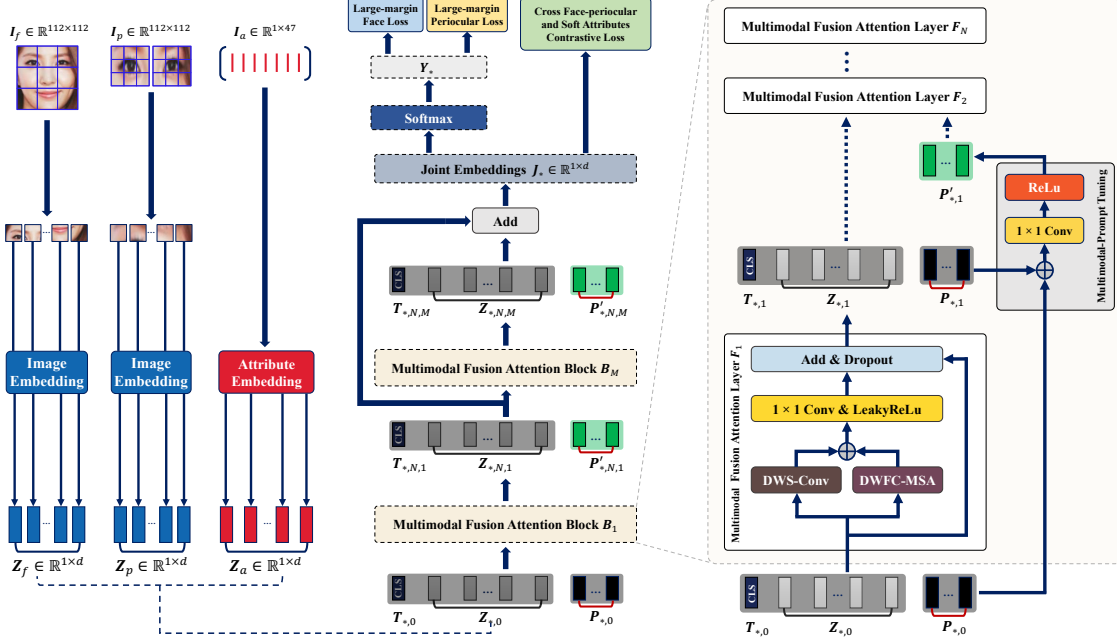 I_f ∈ ℝ^{112×112}
I_p ∈ ℝ^{112×112}
I_a ∈ ℝ^{1×47}
...
...
Image
Embedding
Image
Embedding
Attribute
Embedding
...
...
...
Z_f ∈ ℝ^{1×d}
Z_p ∈ ℝ^{1×d}
Z_a ∈ ℝ^{1×d}
Large-margin
Face Loss
Large-margin
Periocular Loss
Cross Face-periocular
and Soft Attributes
Contrastive Loss
Y_*
Softmax
Joint Embeddings J_* ∈ ℝ^{1×d}
Add
CLS
...
...
T_{*,N,M}
Z_{*,N,M}
P'_{*,N,M}
Multimodal Fusion Attention Block B_M
CLS
...
...
T_{*,N,1}
Z_{*,N,1}
P'_{*,N,1}
Multimodal Fusion Attention Block B_1
CLS
...
...
T_{*,0}
Z_{†,0}
P_{*,0}
Multimodal Fusion Attention Layer F_N
...
Multimodal Fusion Attention Layer F_2
...
P'_{*,1}
ReLu
1 × 1 Conv
Multimodal-Prompt Tuning
CLS
...
...
T_{*,1}
Z_{*,1}
P_{*,1}
Multimodal Fusion Attention Layer F_1
Add & Dropout
1 × 1 Conv & LeakyReLu
DWS-Conv
DWFC-MSA
CLS
...
...
T_{*,0}
Z_{*,0}
P_{*,0}